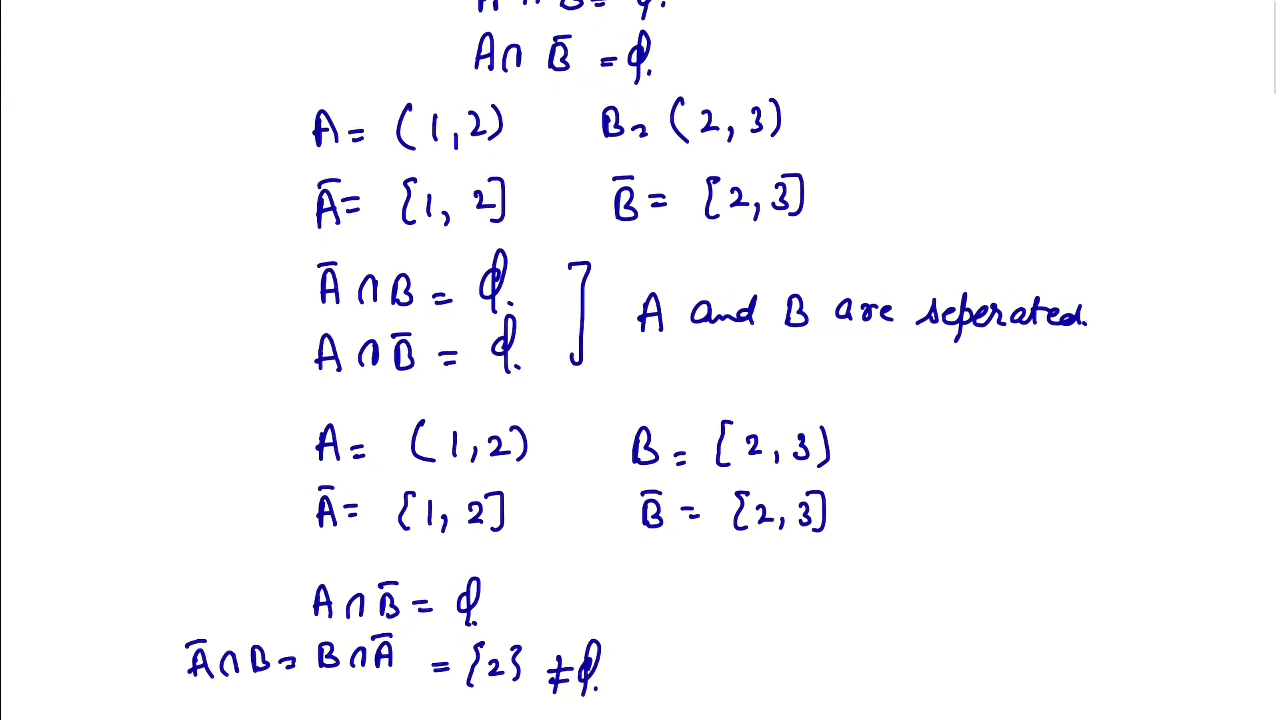 A ∩ B = φ.
A ∩ B̅ = φ.
A = (1, 2) B = (2, 3)
A̅ = [1, 2] B̅ = [2, 3]
A̅ ∩ B = φ.
A ∩ B̅ = φ. ] A and B are seperated.
A = (1, 2) B = [2, 3)
A̅ = [1, 2] B̅ = [2, 3]
A ∩ B̅ = φ.
A̅ ∩ B = B ∩ A̅ = {2} ≠ φ.